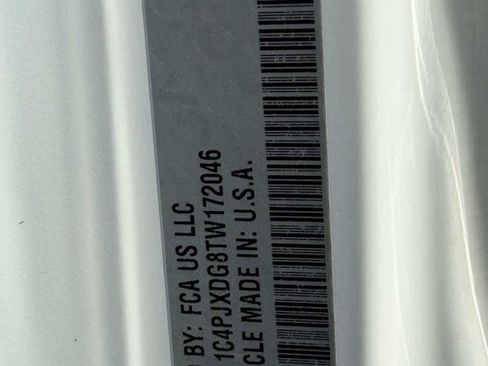 D BY: FCA US LLC
1C4PJXDG8TW172046
CLE MADE IN: U.S.A.